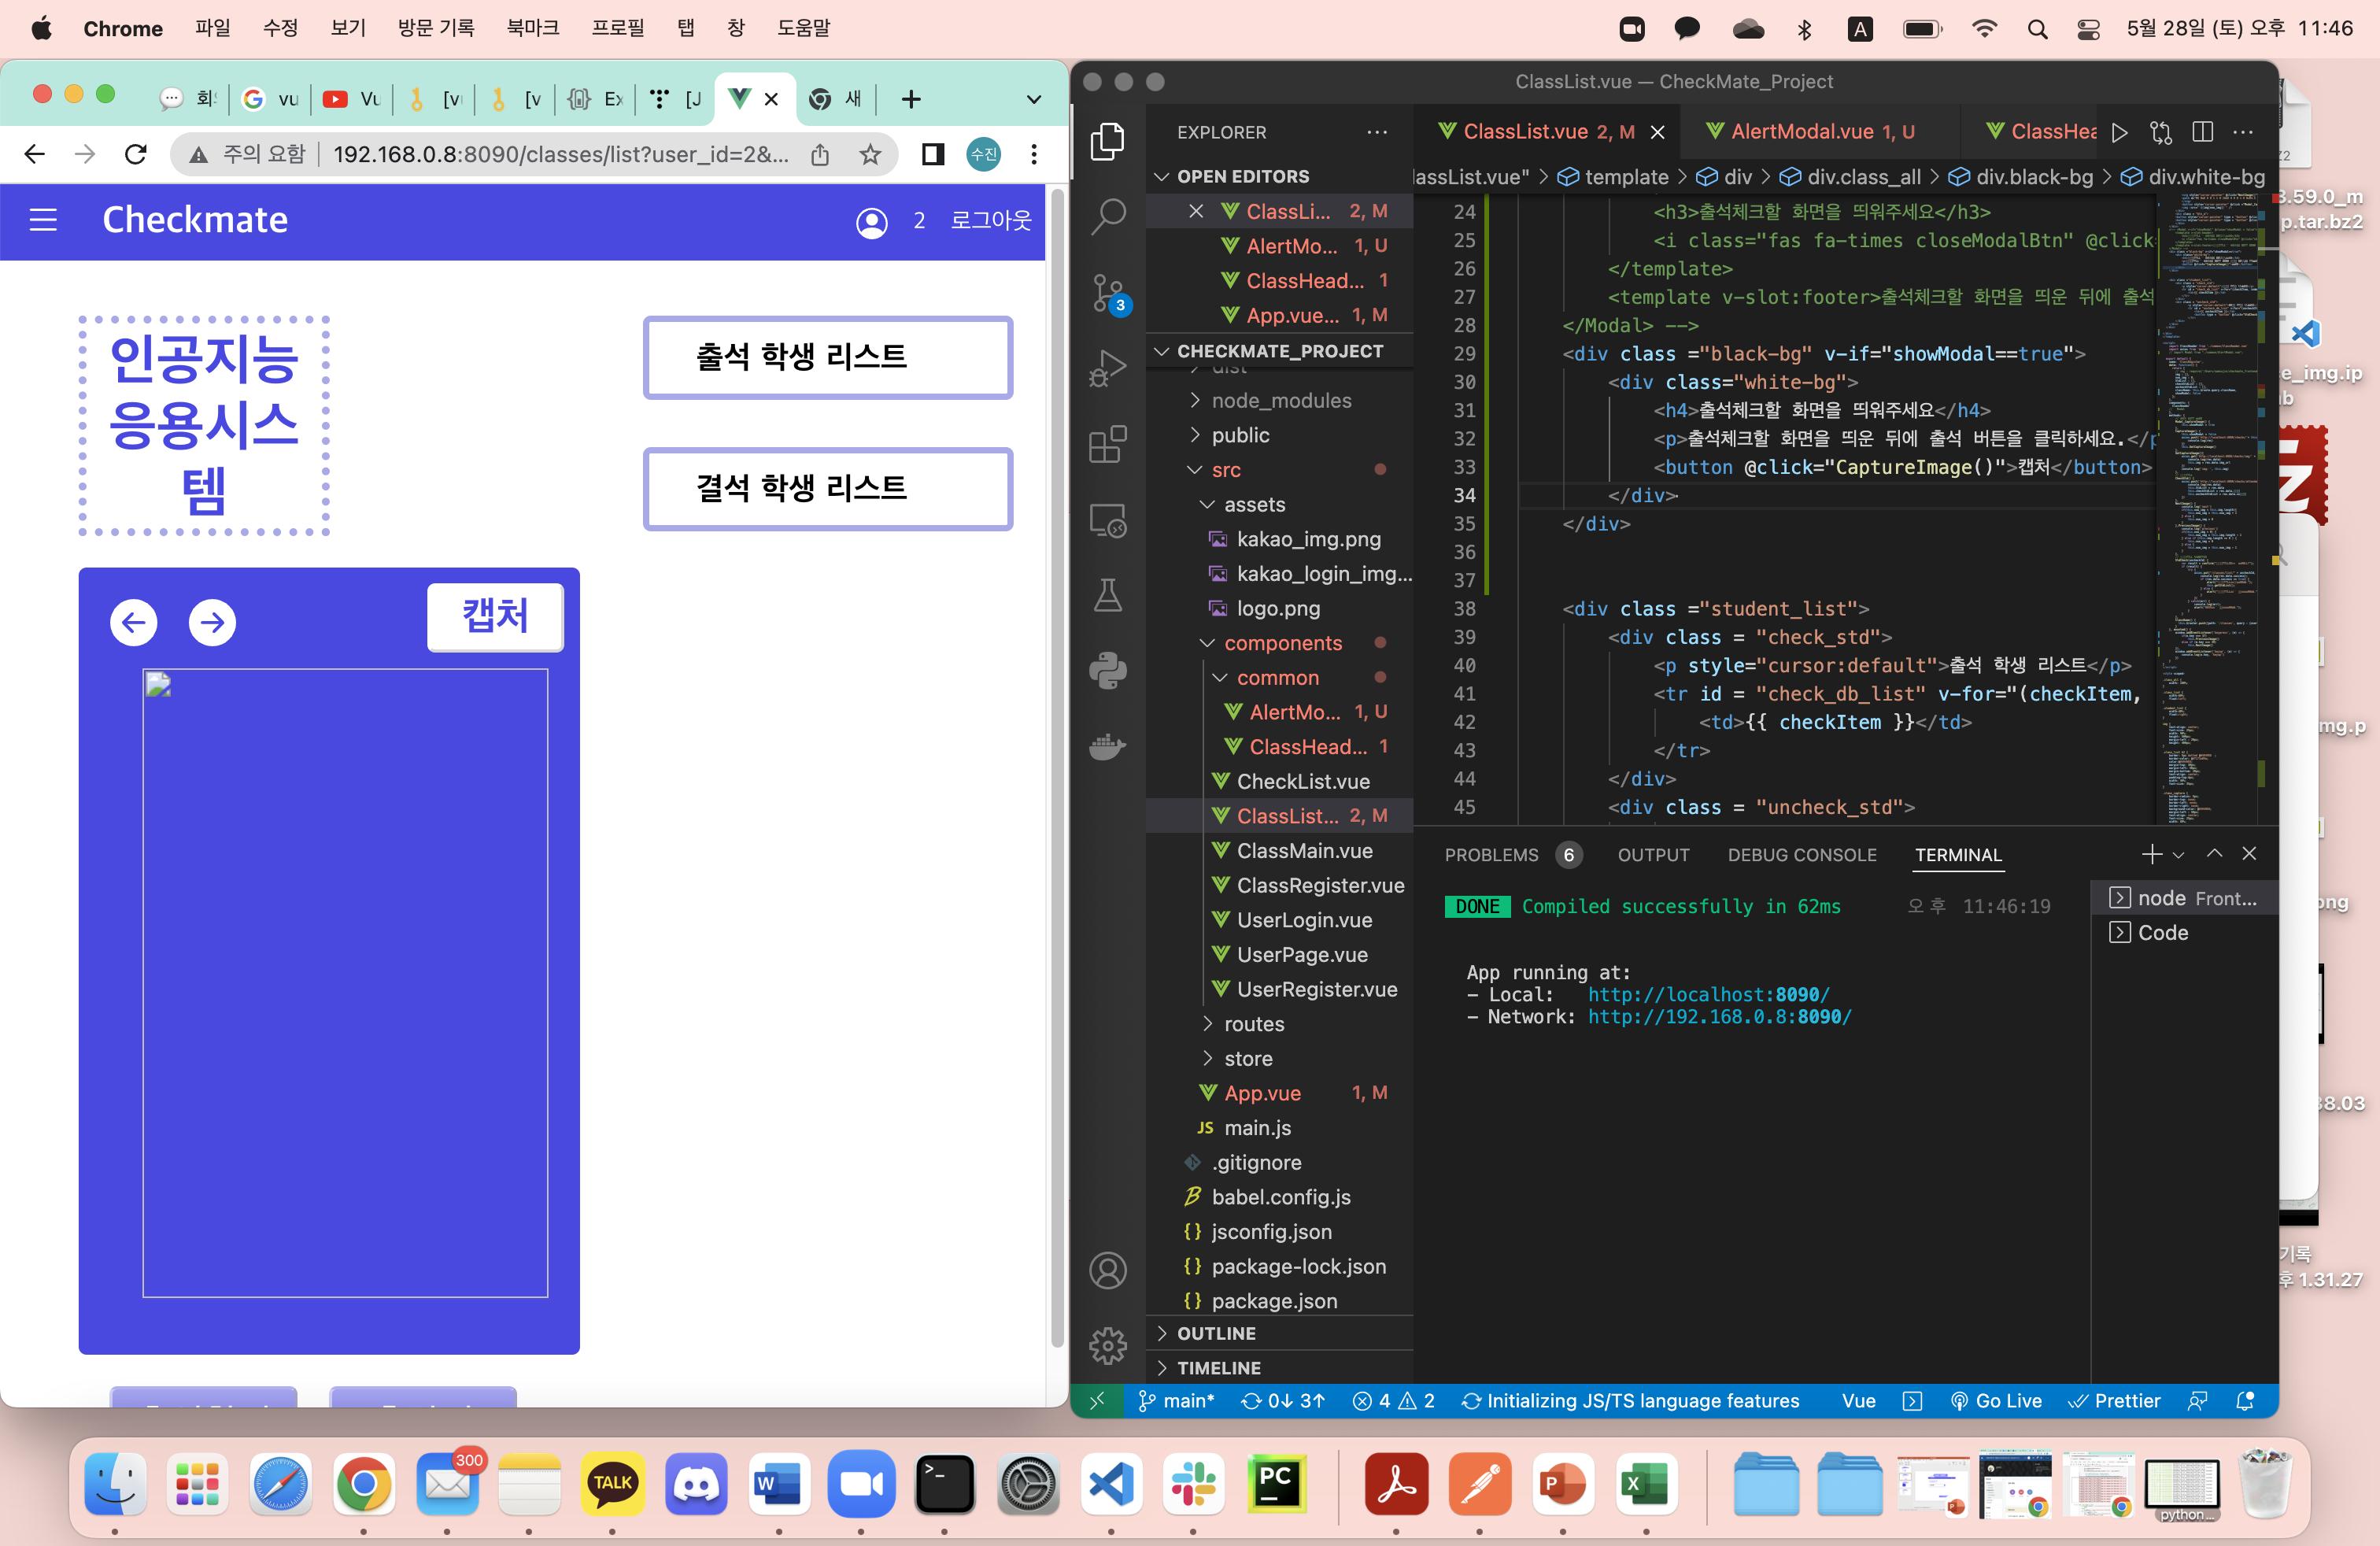 Chrome 파일 수정 보기 방문 기록 북마크 프로필 탭 창 도움말
A 5월 28일 (토) 오후 11:46
주의 요함 192.168.0.8:8090/classes/list?user_id=2&...
수진
Checkmate 2 로그아웃
인공지능
응용시스
템
출석 학생 리스트
결석 학생 리스트
캡처
ClassList.vue — CheckMate_Project
EXPLORER
OPEN EDITORS
ClassLi... 2, M
AlertMo... 1, U
ClassHead... 1
App.vue... 1, M
CHECKMATE_PROJECT
dist
node_modules
public
src
assets
kakao_img.png
kakao_login_img...
logo.png
components
common
AlertMo... 1, U
ClassHead... 1
CheckList.vue
ClassList... 2, M
ClassMain.vue
ClassRegister.vue
UserLogin.vue
UserPage.vue
UserRegister.vue
routes
store
App.vue 1, M
JS main.js
.gitignore
babel.config.js
{} jsconfig.json
{} package-lock.json
{} package.json
OUTLINE
TIMELINE
3
ClassList.vue 2, M AlertModal.vue 1, U ClassHea
lassList.vue" > template > div > div.class_all > div.black-bg > div.white-bg
24 <h3>출석체크할 화면을 띄워주세요</h3>
25 <i class="fas fa-times closeModalBtn" @click
26 </template>
27 <template v-slot:footer>출석체크할 화면을 띄운 뒤에 출석
28 </Modal> -->
29 <div class ="black-bg" v-if="showModal==true">
30 <div class="white-bg">
31 <h4>출석체크할 화면을 띄워주세요</h4>
32 <p>출석체크할 화면을 띄운 뒤에 출석 버튼을 클릭하세요.</p
33 <button @click="CaptureImage()">캡처</button>
34 </div>
35 </div>
36
37
38 <div class ="student_list">
39 <div class = "check_std">
40 <p style="cursor:default">출석 학생 리스트</p>
41 <tr id = "check_db_list" v-for="(checkItem,
42 <td>{{ checkItem }}</td>
43 </tr>
44 </div>
45 <div class = "uncheck_std">
PROBLEMS 6 OUTPUT DEBUG CONSOLE TERMINAL
DONE Compiled successfully in 62ms 오후 11:46:19
App running at:
- Local: http://localhost:8090/
- Network: http://192.168.0.8:8090/
node Front...
Code
main* 0↓ 3↑ 4 2 Initializing JS/TS language features Vue Go Live Prettier
3.59.0_m
p.tar.bz2
e_img.ip
mg.p
38.03
기록
1.31.27
300
TALK
W
PC
P
X
python...